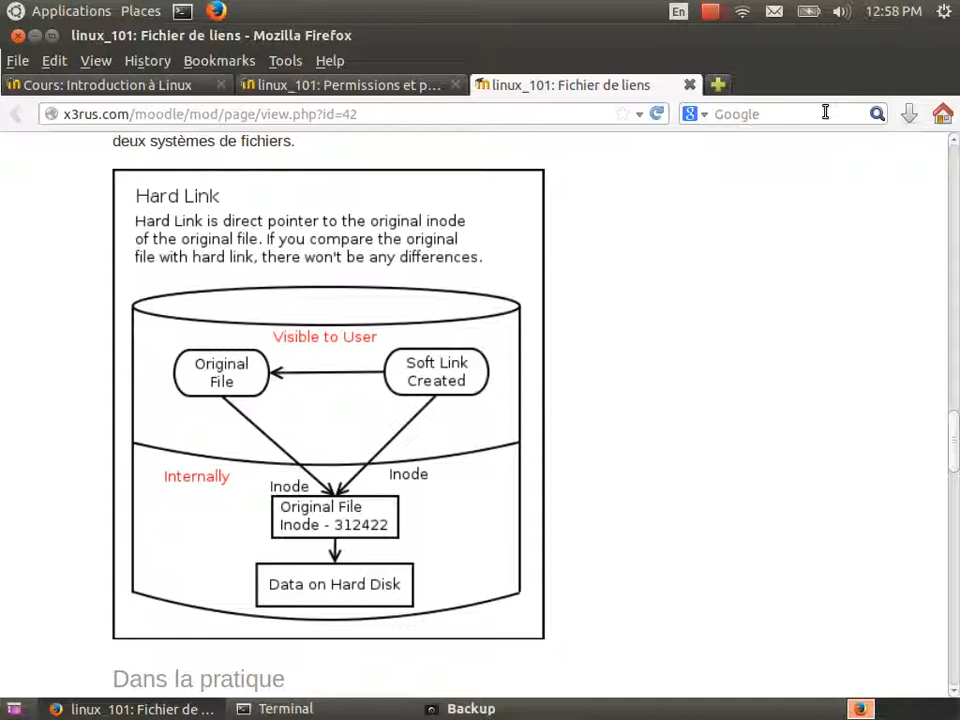 Applications Places En 12:58 PM
linux_101: Fichier de liens - Mozilla Firefox
File Edit View History Bookmarks Tools Help
Cours: Introduction à Linux linux_101: Permissions et p... linux_101: Fichier de liens
x3rus.com/moodle/mod/page/view.php?id=42 Google
deux systèmes de fichiers.
Hard Link
Hard Link is direct pointer to the original inode
of the original file. If you compare the original
file with hard link, there won't be any differences.
Visible to User
Original
File
Soft Link
Created
Internally
Inode
Inode
Original File
Inode - 312422
Data on Hard Disk
Dans la pratique
linux 101: Fichier de ... Terminal Backup